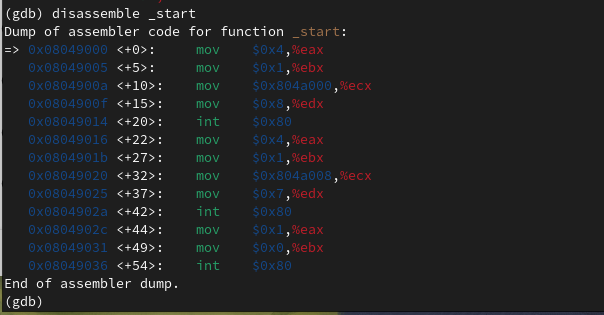 (gdb) disassemble _start
Dump of assembler code for function _start:
=> 0x08049000 <+0>:     mov    $0x4,%eax
   0x08049005 <+5>:     mov    $0x1,%ebx
   0x0804900a <+10>:    mov    $0x804a000,%ecx
   0x0804900f <+15>:    mov    $0x8,%edx
   0x08049014 <+20>:    int    $0x80
   0x08049016 <+22>:    mov    $0x4,%eax
   0x0804901b <+27>:    mov    $0x1,%ebx
   0x08049020 <+32>:    mov    $0x804a008,%ecx
   0x08049025 <+37>:    mov    $0x7,%edx
   0x0804902a <+42>:    int    $0x80
   0x0804902c <+44>:    mov    $0x1,%eax
   0x08049031 <+49>:    mov    $0x0,%ebx
   0x08049036 <+54>:    int    $0x80
End of assembler dump.
(gdb)